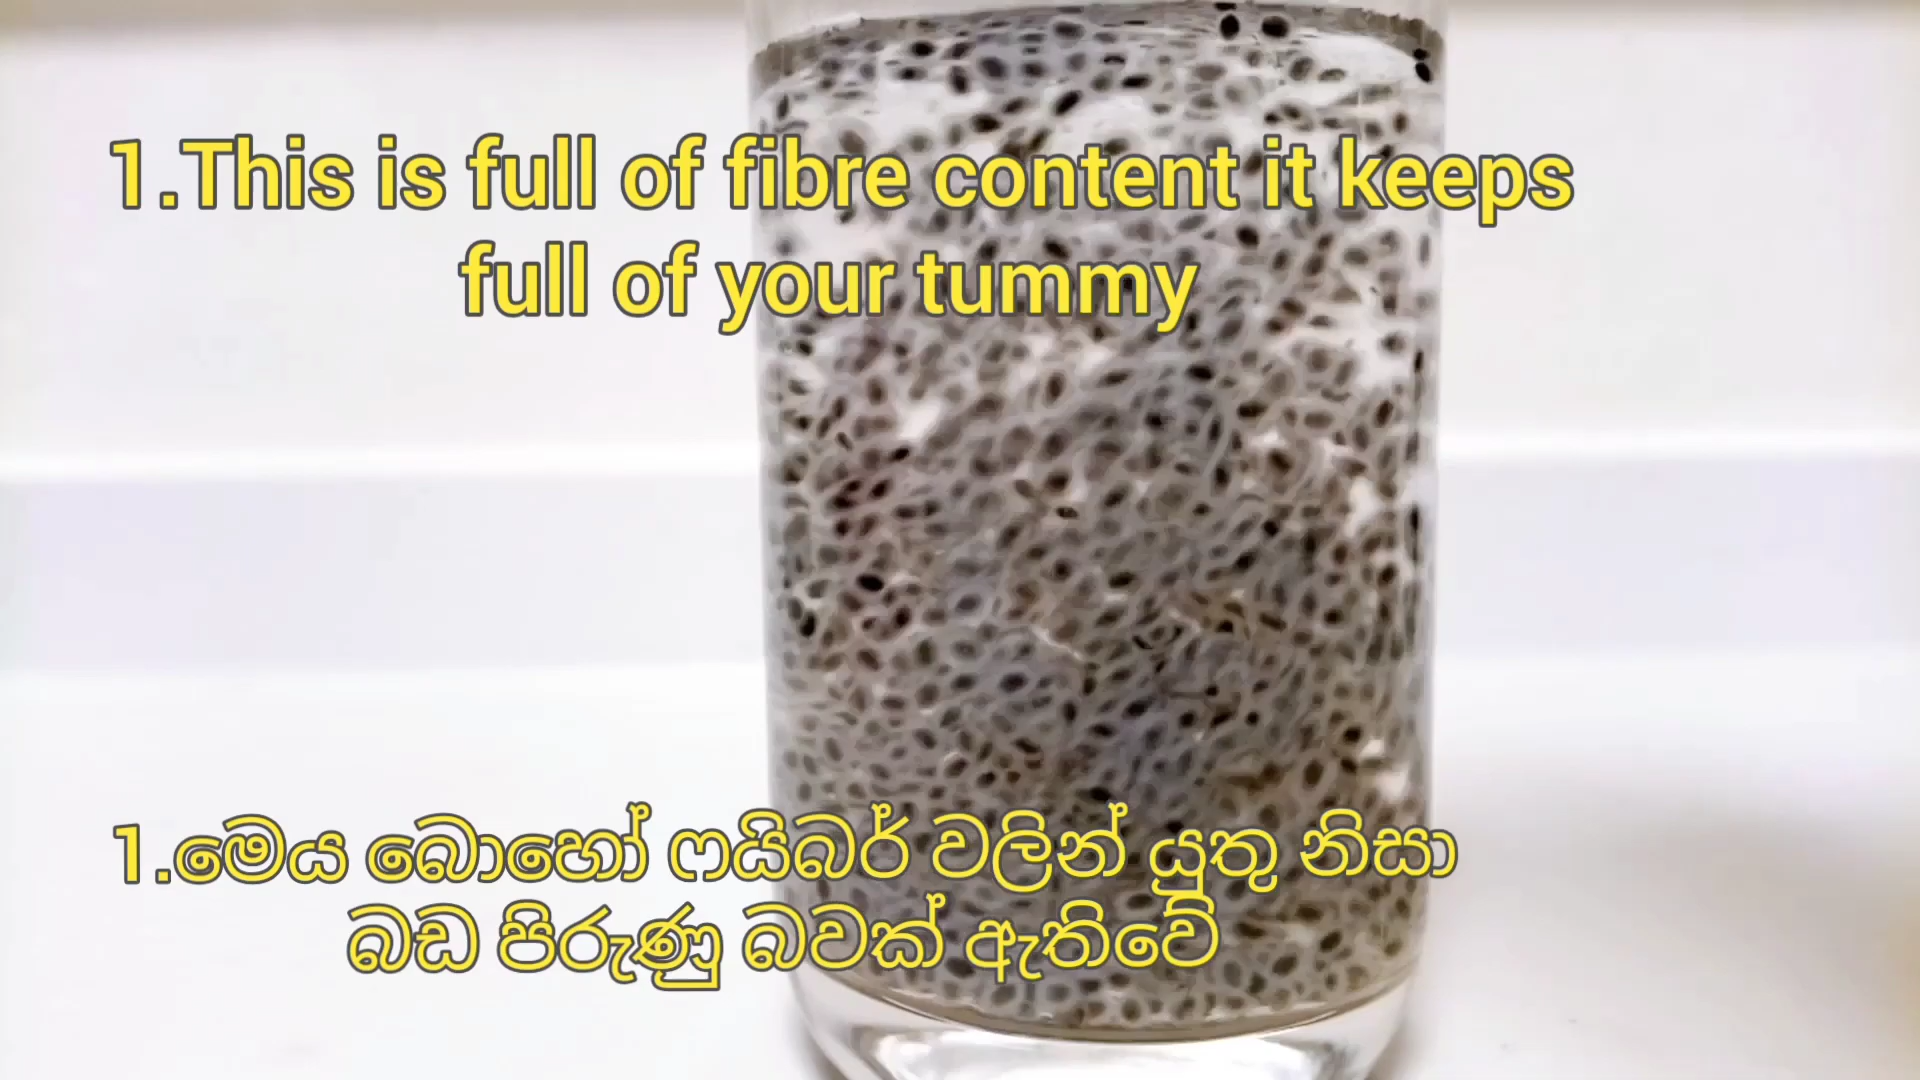 1.This is full of fibre content it keeps
full of your tummy
1.මෙය බොහෝ ෆයිබර් වලින් යුතු නිසා
බඩ පිරුණු බවක් ඇතිවේ